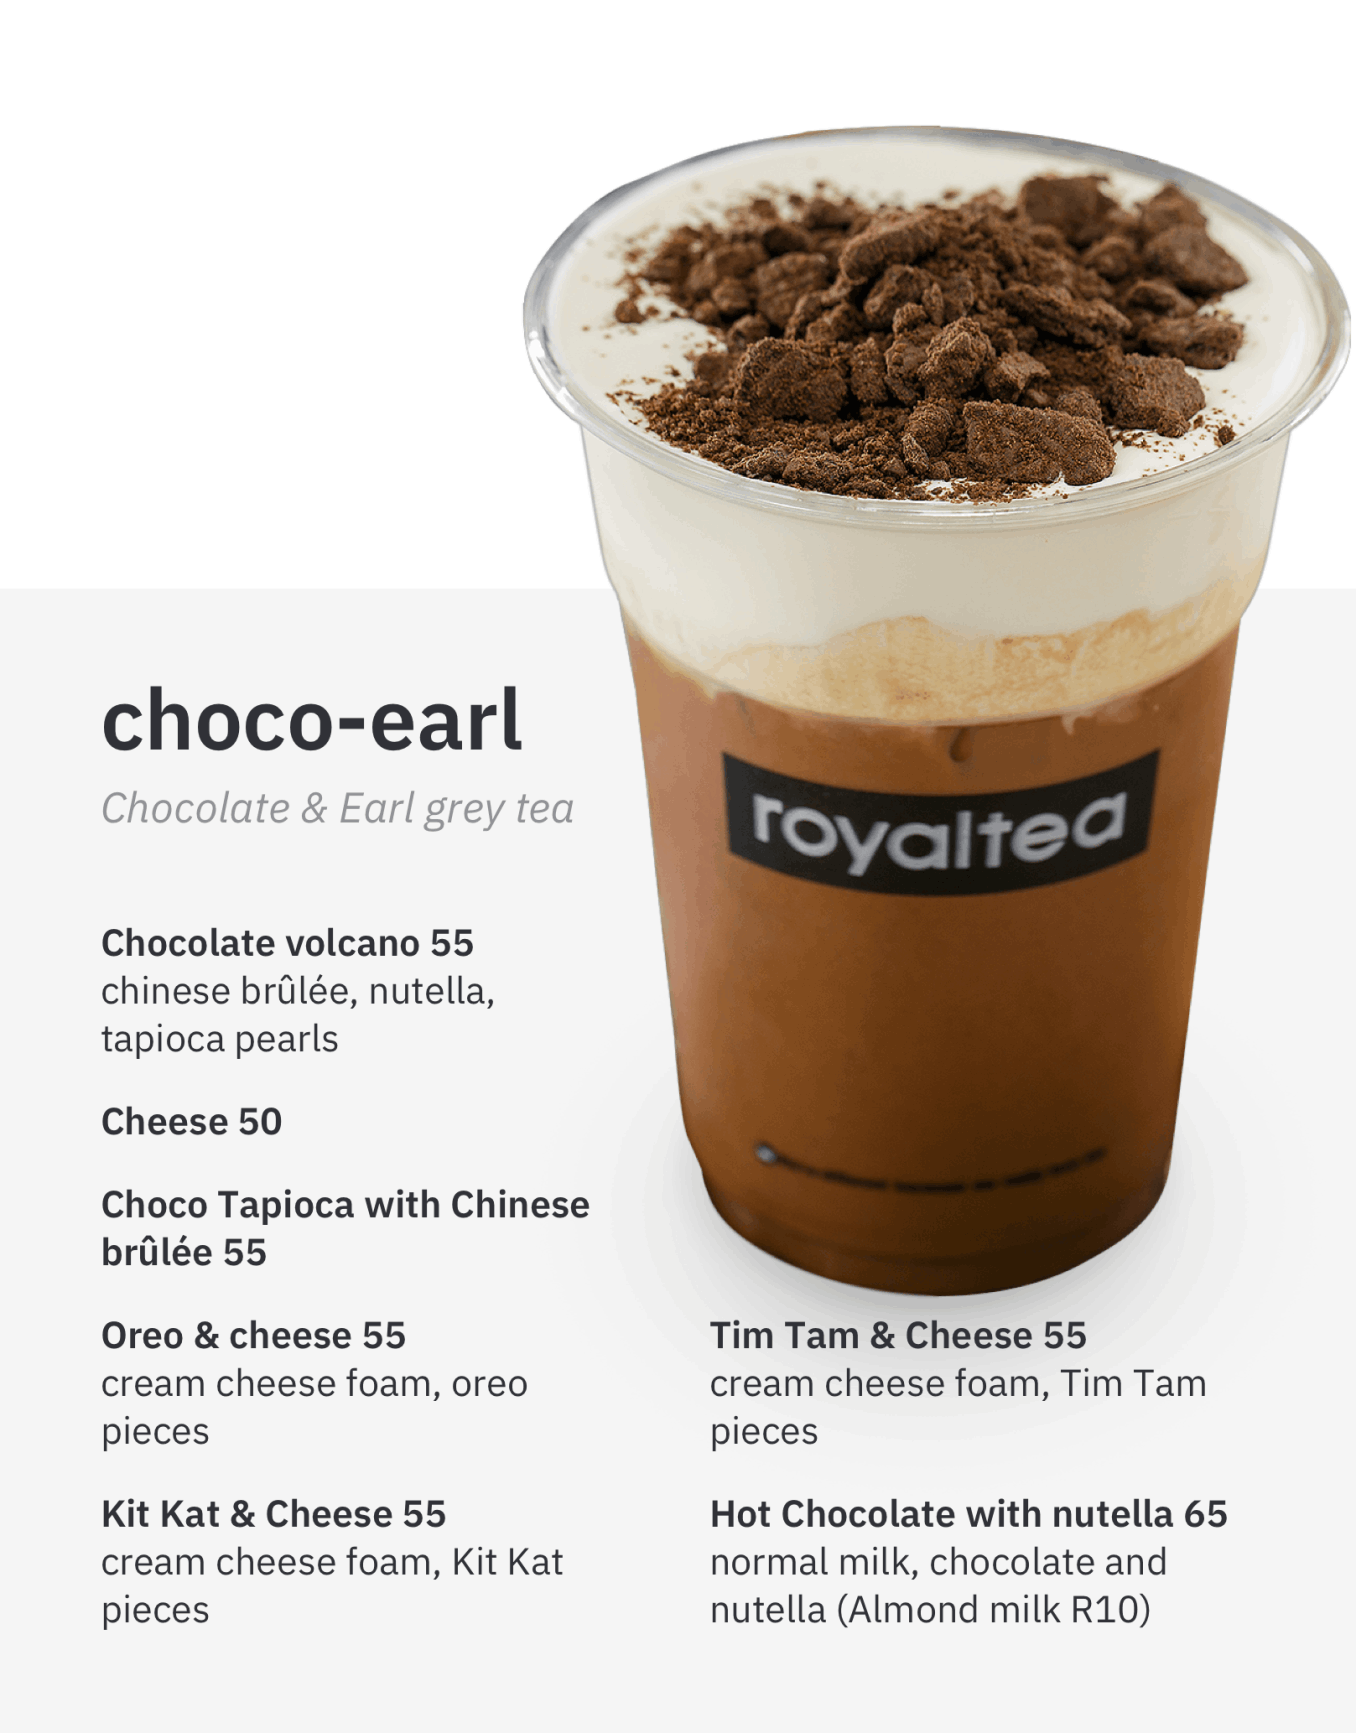 royaltea
choco-earl
Chocolate & Earl grey tea
Chocolate volcano 55
chinese brûlée, nutella,
tapioca pearls
Cheese 50
Choco Tapioca with Chinese
brûlée 55
Oreo & cheese 55
cream cheese foam, oreo
pieces
Kit Kat & Cheese 55
cream cheese foam, Kit Kat
pieces
Tim Tam & Cheese 55
cream cheese foam, Tim Tam
pieces
Hot Chocolate with nutella 65
normal milk, chocolate and
nutella (Almond milk R10)